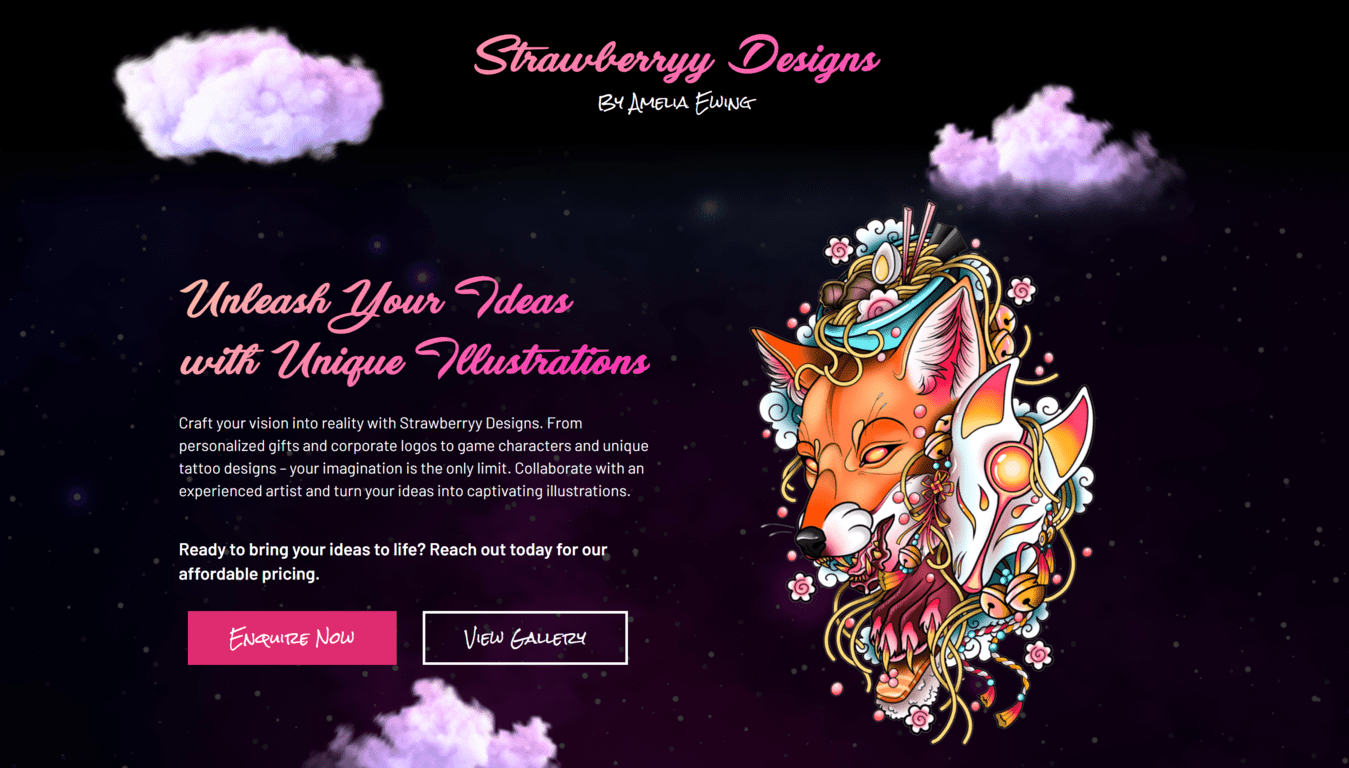 Strawberryy Designs
By Amelia Ewing
Unleash Your Ideas
with Unique Illustrations
Craft your vision into reality with Strawberryy Designs. From
personalized gifts and corporate logos to game characters and unique
tattoo designs – your imagination is the only limit. Collaborate with an
experienced artist and turn your ideas into captivating illustrations.
Ready to bring your ideas to life? Reach out today for our
affordable pricing.
Enquire Now
View Gallery